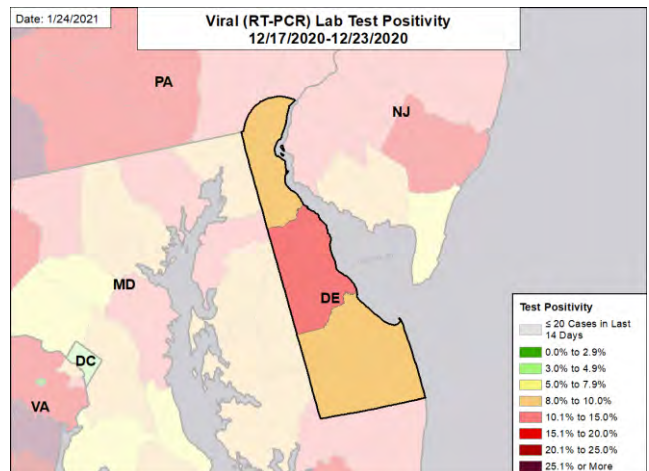 Date: 1/24/2021
Viral (RT-PCR) Lab Test Positivity
12/17/2020-12/23/2020
PA
NJ
MD
DE
DC
VA
Test Positivity
≤ 20 Cases in Last
14 Days
0.0% to 2.9%
3.0% to 4.9%
5.0% to 7.9%
8.0% to 10.0%
10.1% to 15.0%
15.1% to 20.0%
20.1% to 25.0%
25.1% or More